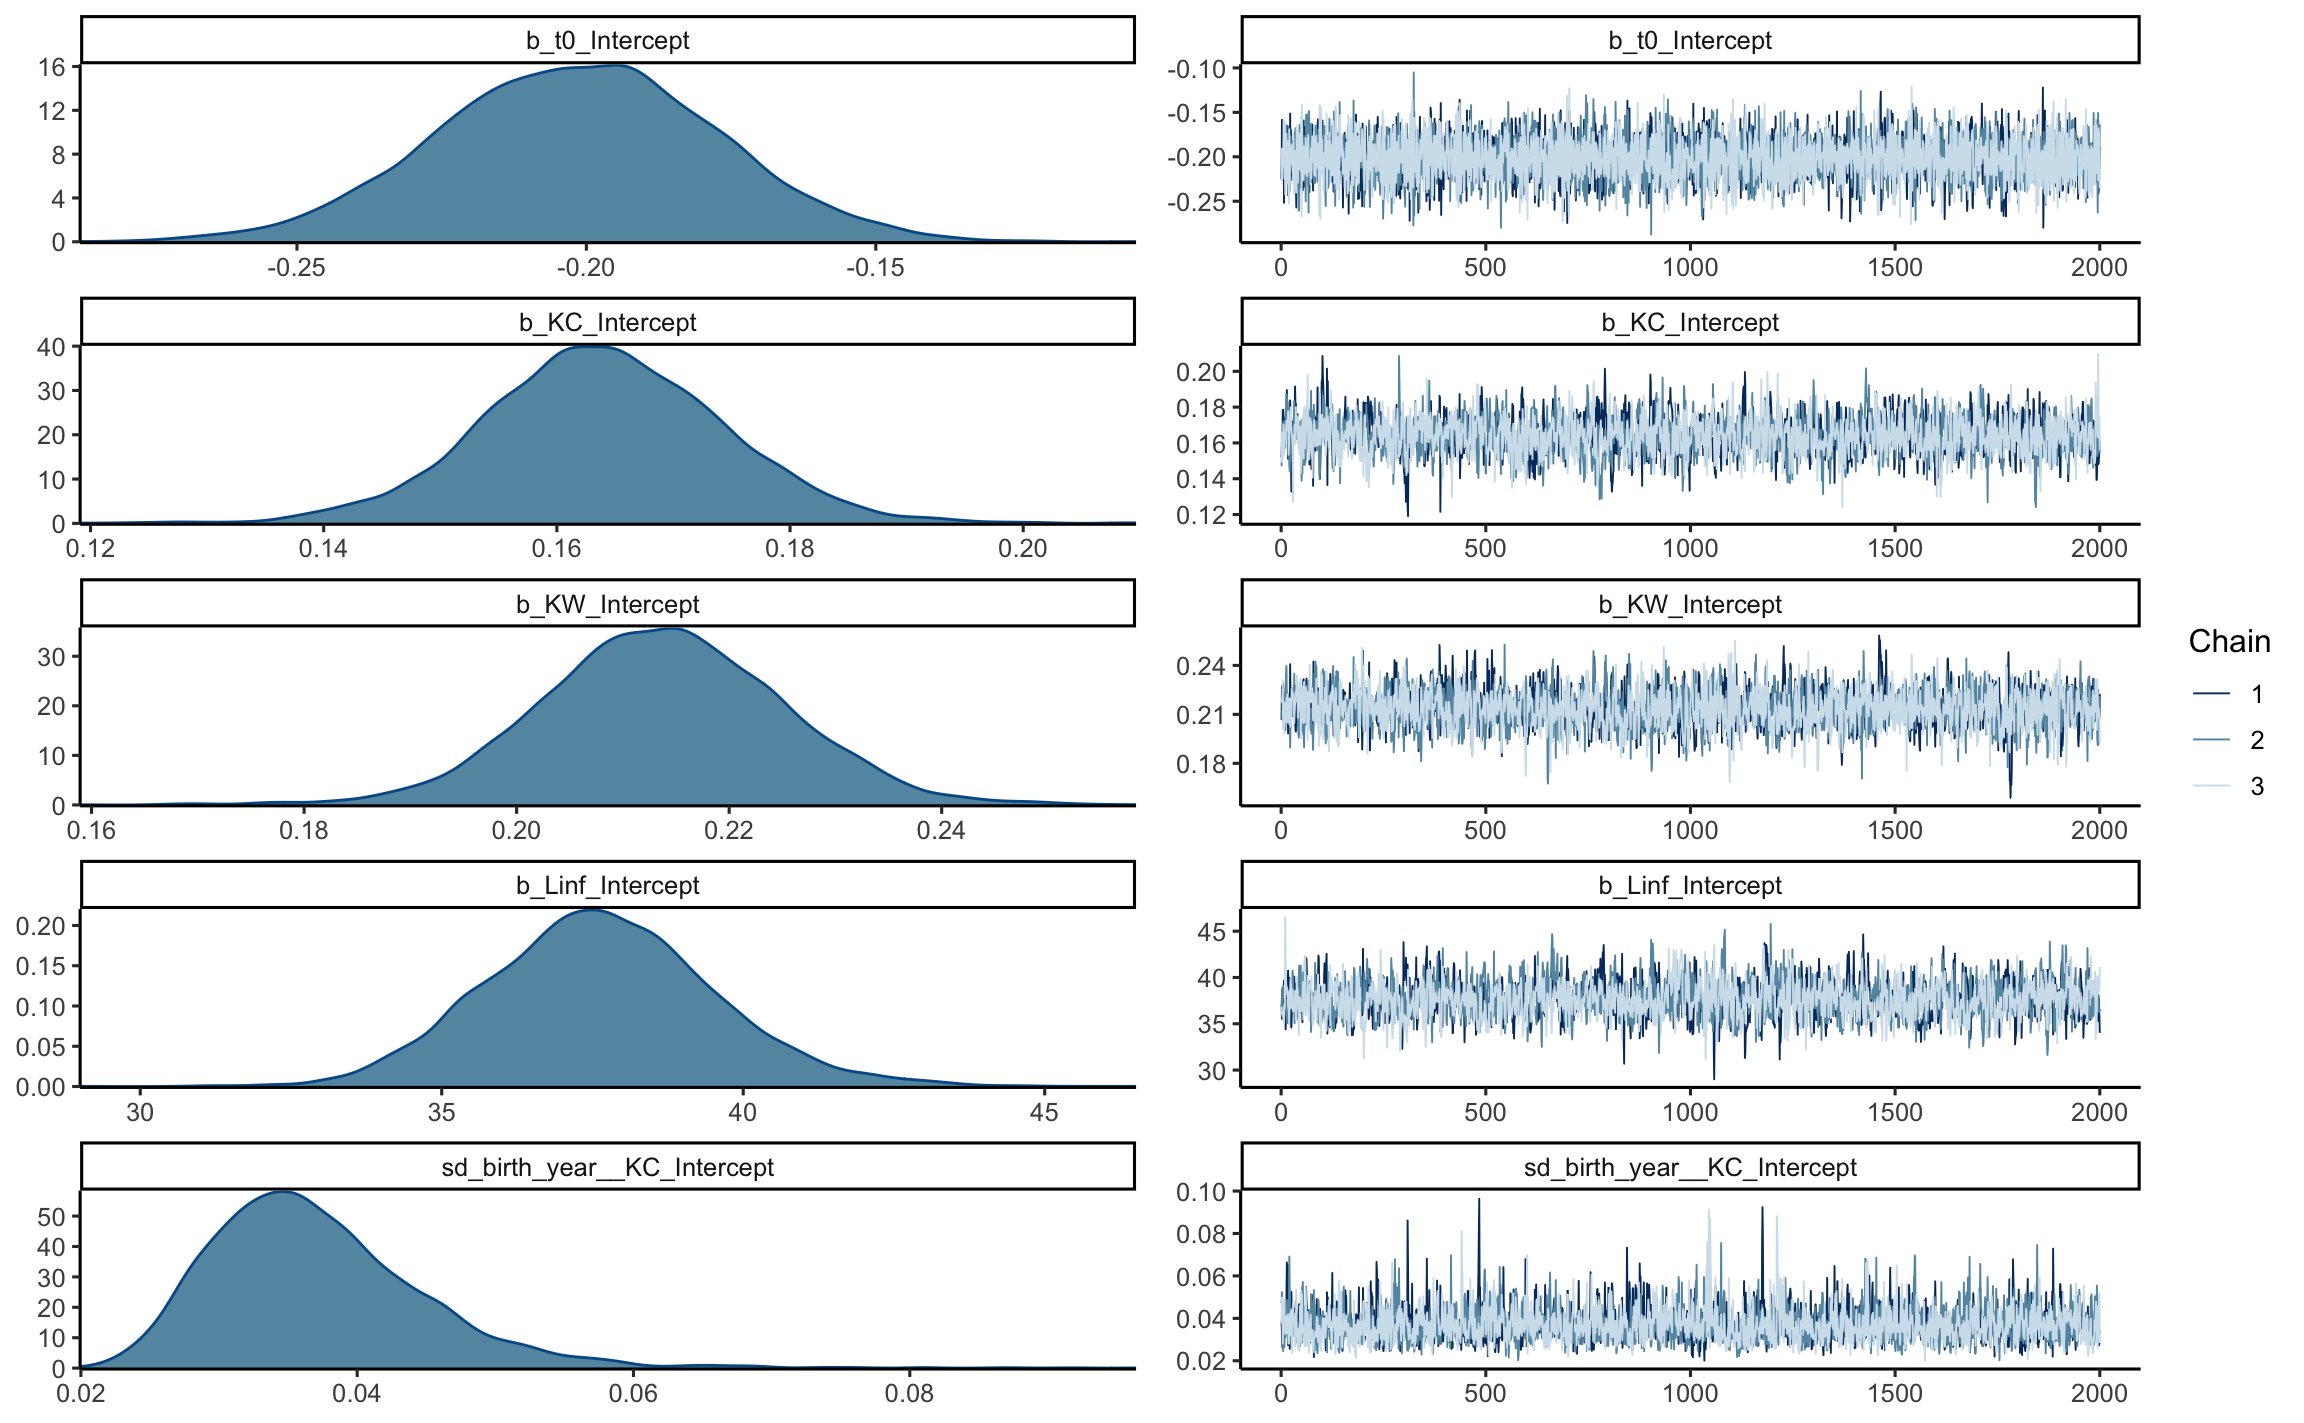 b_t0_Intercept
16
12
8
4
0
-0.25 -0.20 -0.15
b_t0_Intercept
-0.10
-0.15
-0.20
-0.25
0 500 1000 1500 2000
b_KC_Intercept
40
30
20
10
0
0.12 0.14 0.16 0.18 0.20
b_KC_Intercept
0.20
0.18
0.16
0.14
0.12
0 500 1000 1500 2000
b_KW_Intercept
30
20
10
0
0.16 0.18 0.20 0.22 0.24
b_KW_Intercept
0.24
0.21
0.18
0 500 1000 1500 2000
b_Linf_Intercept
0.20
0.15
0.10
0.05
0.00
30 35 40 45
b_Linf_Intercept
45
40
35
30
0 500 1000 1500 2000
sd_birth_year__KC_Intercept
50
40
30
20
10
0
0.02 0.04 0.06 0.08
sd_birth_year__KC_Intercept
0.10
0.08
0.06
0.04
0.02
0 500 1000 1500 2000
Chain
1
2
3